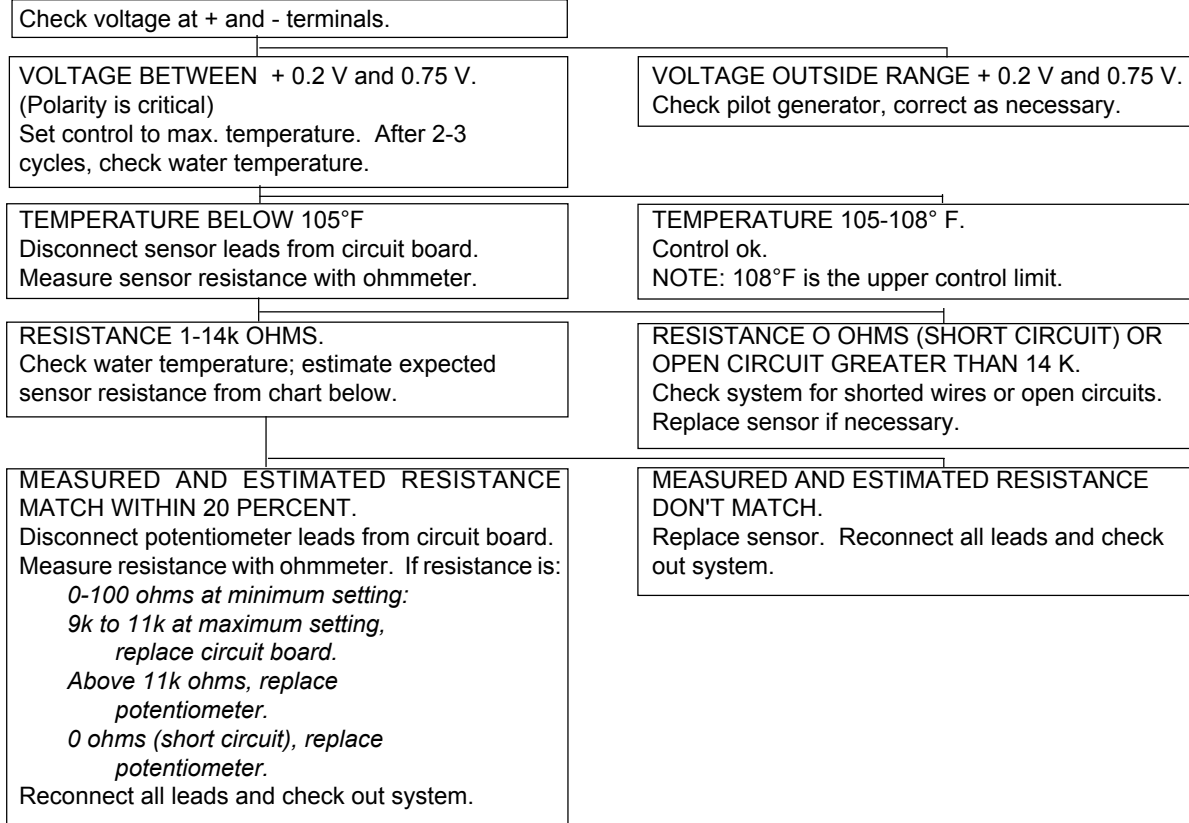 Check voltage at + and - terminals.
VOLTAGE BETWEEN + 0.2 V and 0.75 V.
(Polarity is critical)
Set control to max. temperature. After 2-3
cycles, check water temperature.
VOLTAGE OUTSIDE RANGE + 0.2 V and 0.75 V.
Check pilot generator, correct as necessary.
TEMPERATURE BELOW 105°F
Disconnect sensor leads from circuit board.
Measure sensor resistance with ohmmeter.
TEMPERATURE 105-108° F.
Control ok.
NOTE: 108°F is the upper control limit.
RESISTANCE 1-14k OHMS.
Check water temperature; estimate expected
sensor resistance from chart below.
RESISTANCE O OHMS (SHORT CIRCUIT) OR
OPEN CIRCUIT GREATER THAN 14 K.
Check system for shorted wires or open circuits.
Replace sensor if necessary.
MEASURED AND ESTIMATED RESISTANCE
MATCH WITHIN 20 PERCENT.
Disconnect potentiometer leads from circuit board.
Measure resistance with ohmmeter. If resistance is:
0-100 ohms at minimum setting:
9k to 11k at maximum setting,
replace circuit board.
Above 11k ohms, replace
potentiometer.
0 ohms (short circuit), replace
potentiometer.
Reconnect all leads and check out system.
MEASURED AND ESTIMATED RESISTANCE
DON'T MATCH.
Replace sensor. Reconnect all leads and check
out system.